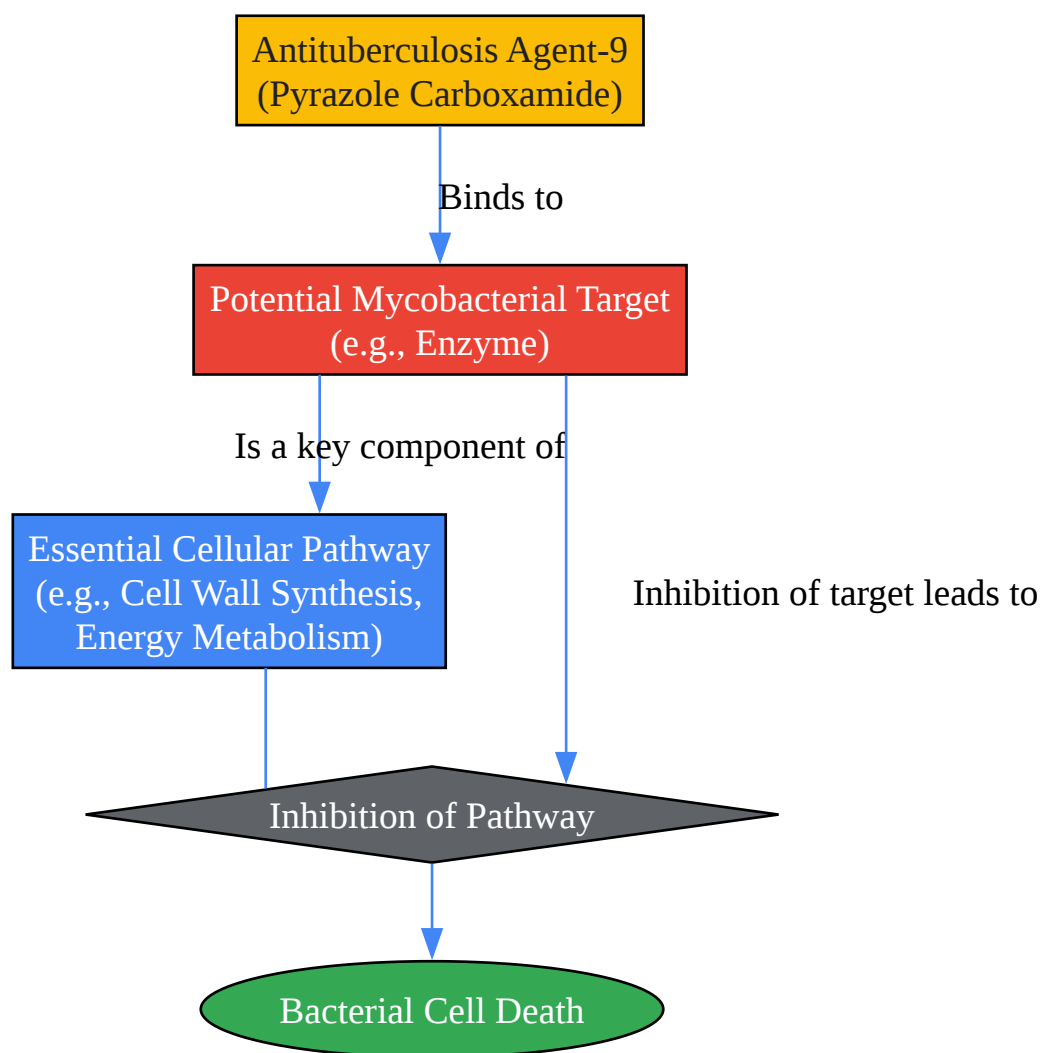 Antituberculosis Agent-9
(Pyrazole Carboxamide)
Binds to
Potential Mycobacterial Target
(e.g., Enzyme)
Is a key component of
Essential Cellular Pathway
(e.g., Cell Wall Synthesis,
Energy Metabolism)
Inhibition of target leads to
Inhibition of Pathway
Bacterial Cell Death